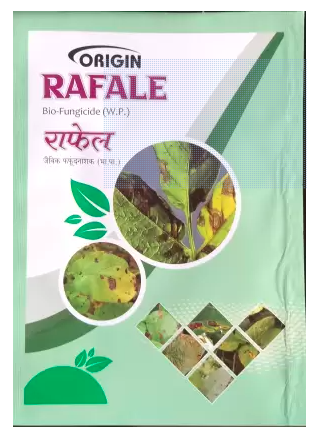 ORIGIN
RAFALE
Bio-Fungicide (W.P.)
राफेल
जैविक फफूंदनाशक (भा.पा.)